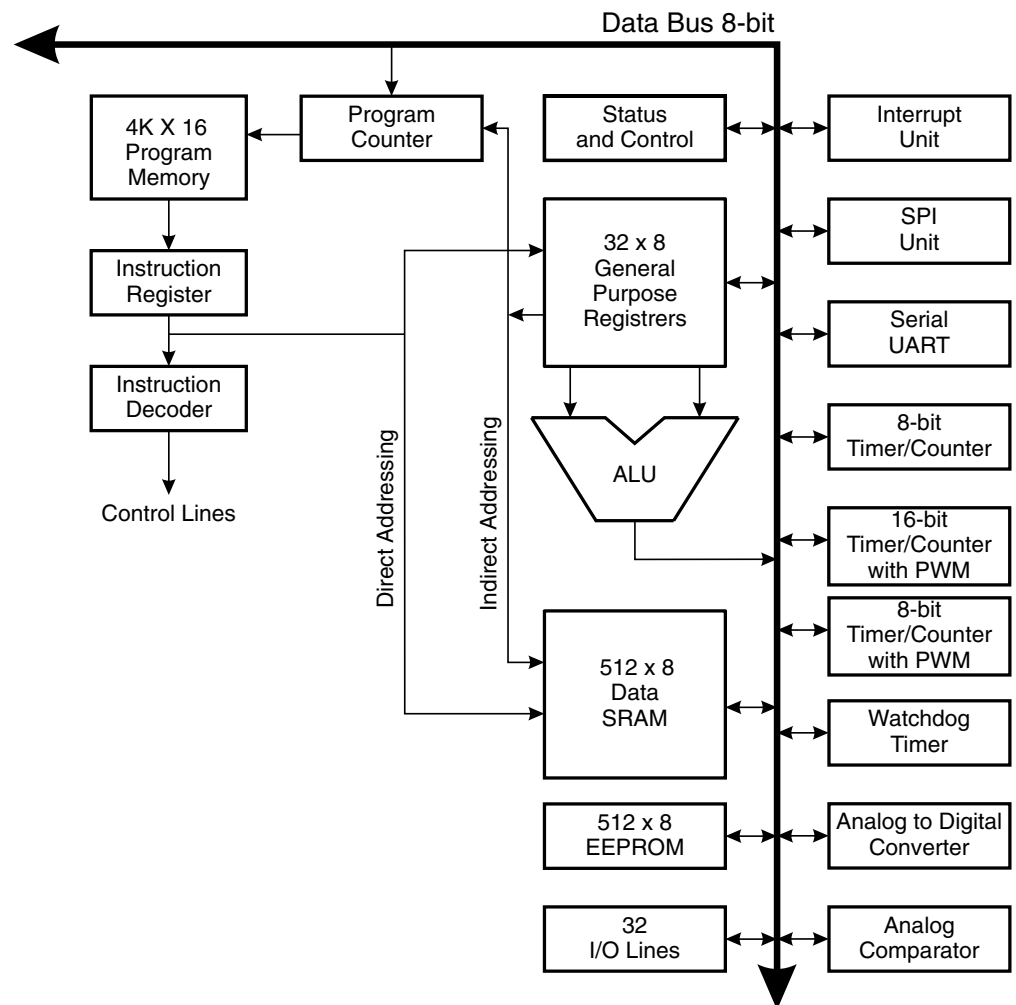 Data Bus 8-bit
4K X 16
Program
Memory
Program
Counter
Status
and Control
Interrupt
Unit
Instruction
Register
32 x 8
General
Purpose
Registrers
SPI
Unit
Serial
UART
Instruction
Decoder
Control Lines
Direct Addressing
Indirect Addressing
ALU
8-bit
Timer/Counter
16-bit
Timer/Counter
with PWM
8-bit
Timer/Counter
with PWM
512 x 8
Data
SRAM
Watchdog
Timer
512 x 8
EEPROM
Analog to Digital
Converter
32
I/O Lines
Analog
Comparator